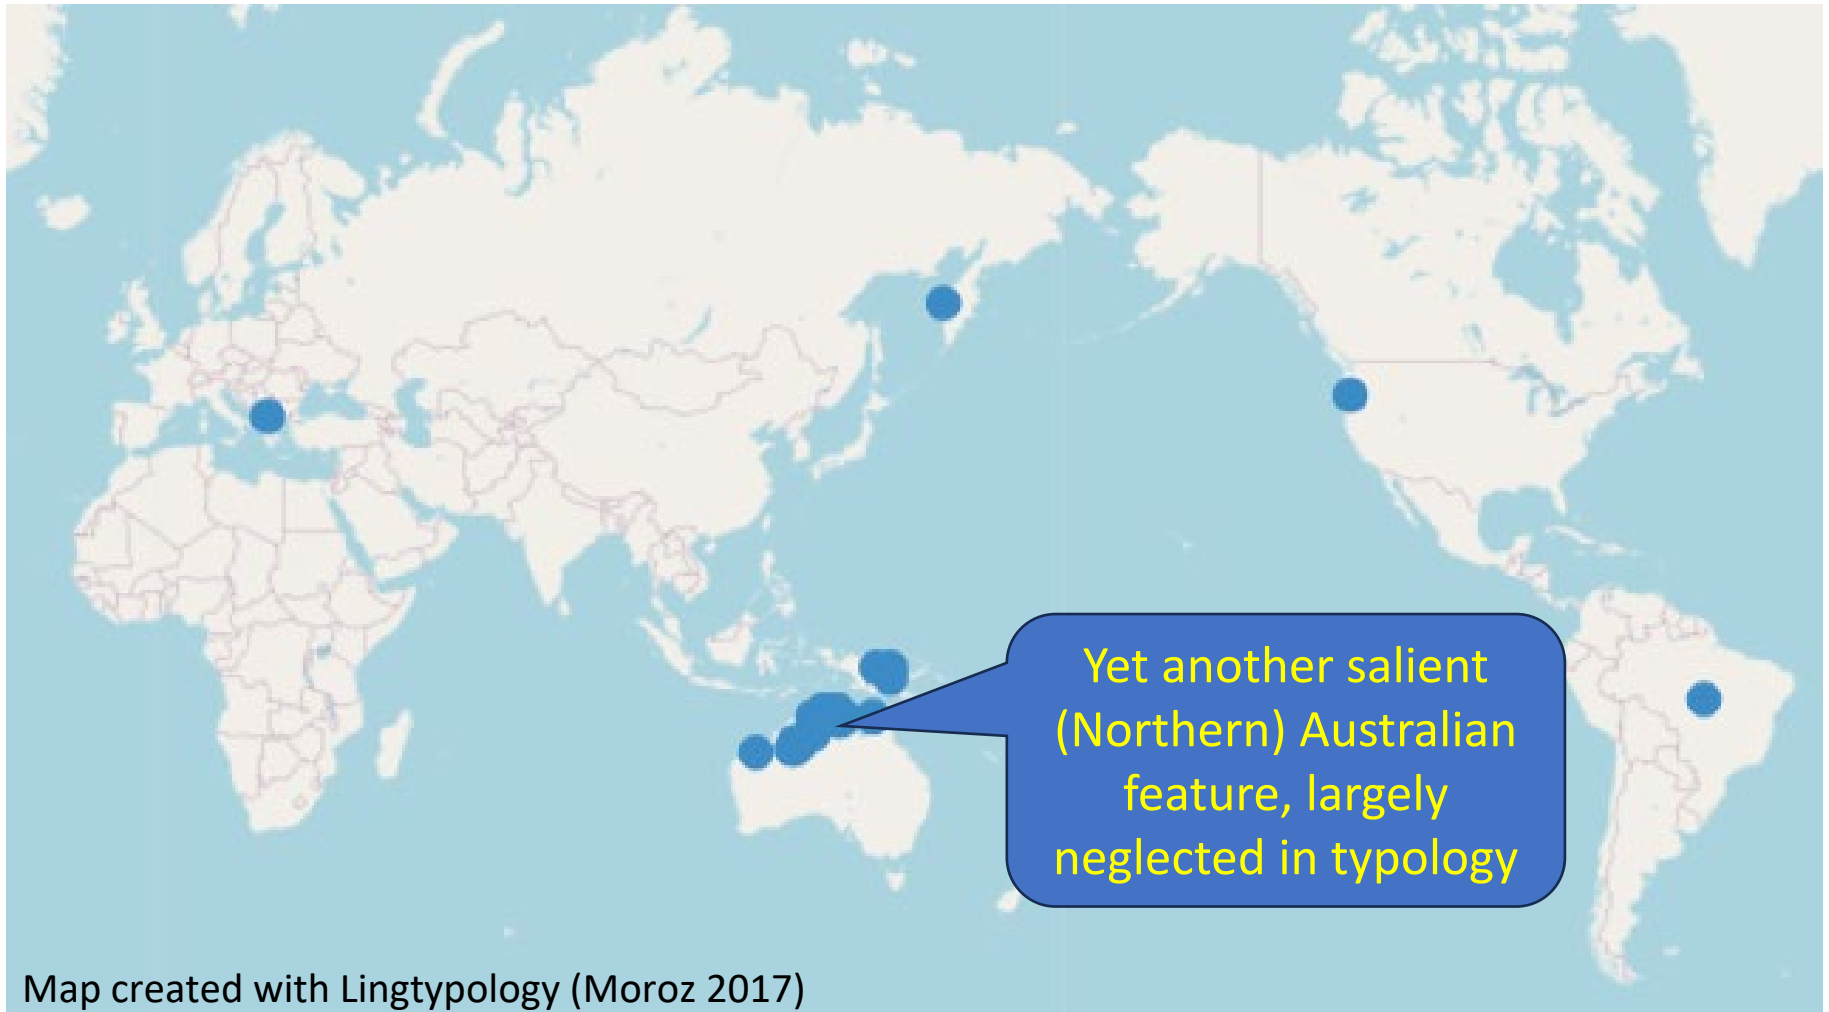 Yet another salient
(Northern) Australian
feature, largely
neglected in typology
Map created with Lingtypology (Moroz 2017)